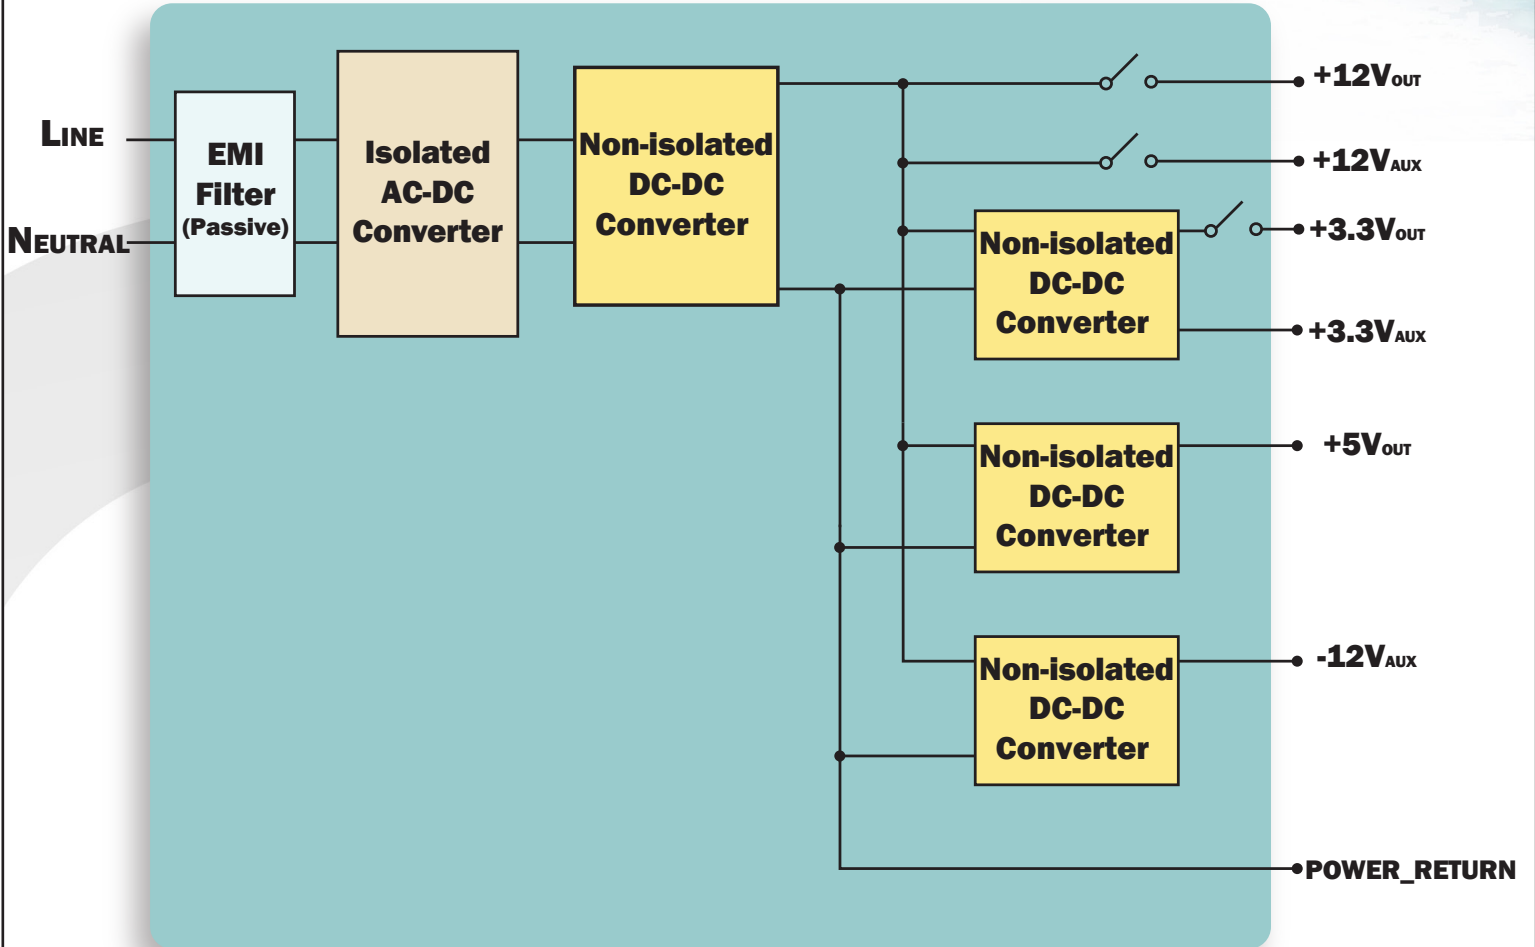 LINE
NEUTRAL
EMI
Filter
(Passive)
Isolated
AC-DC
Converter
Non-isolated
DC-DC
Converter
+12VOUT
+12VAUX
Non-isolated
DC-DC
Converter
+3.3VOUT
+3.3VAUX
Non-isolated
DC-DC
Converter
+5VOUT
Non-isolated
DC-DC
Converter
-12VAUX
POWER_RETURN